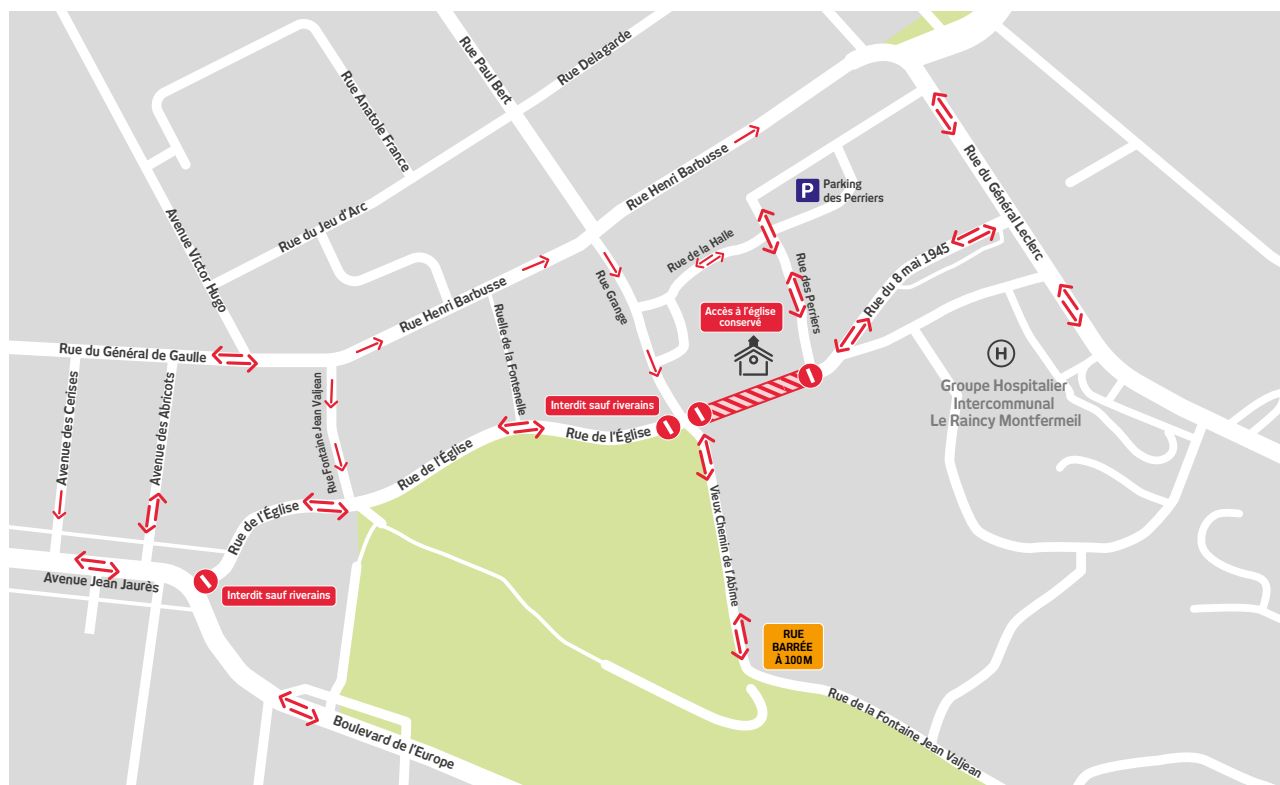 Rue Paul Bert
Rue Delagarde
Rue Anatole France
Rue Henri Barbusse
Rue du Général Leclerc
P
Parking
des Perriers
Avenue Victor Hugo
Rue du Jeu d'Arc
Rue de la Halle
Rue des Perriers
Rue du 8 mai 1945
Rue Grange
Rue Henri Barbusse
Ruelle de la Fontenelle
Accès à l'église
conservé
H
Groupe Hospitalier
Intercommunal
Le Raincy Montfermeil
Rue du Général de Gaulle
Avenue des Cerises
Avenue des Abricots
Rue Fontaine Jean Valjean
Interdit sauf riverains
Rue de l'Église
Rue de l'Église
Rue de l'Église
Vieux Chemin de l'Abîme
Avenue Jean Jaurès
Interdit sauf riverains
RUE
BARRÉE
À 100M
Rue de la Fontaine Jean Valjean
Boulevard de l'Europe